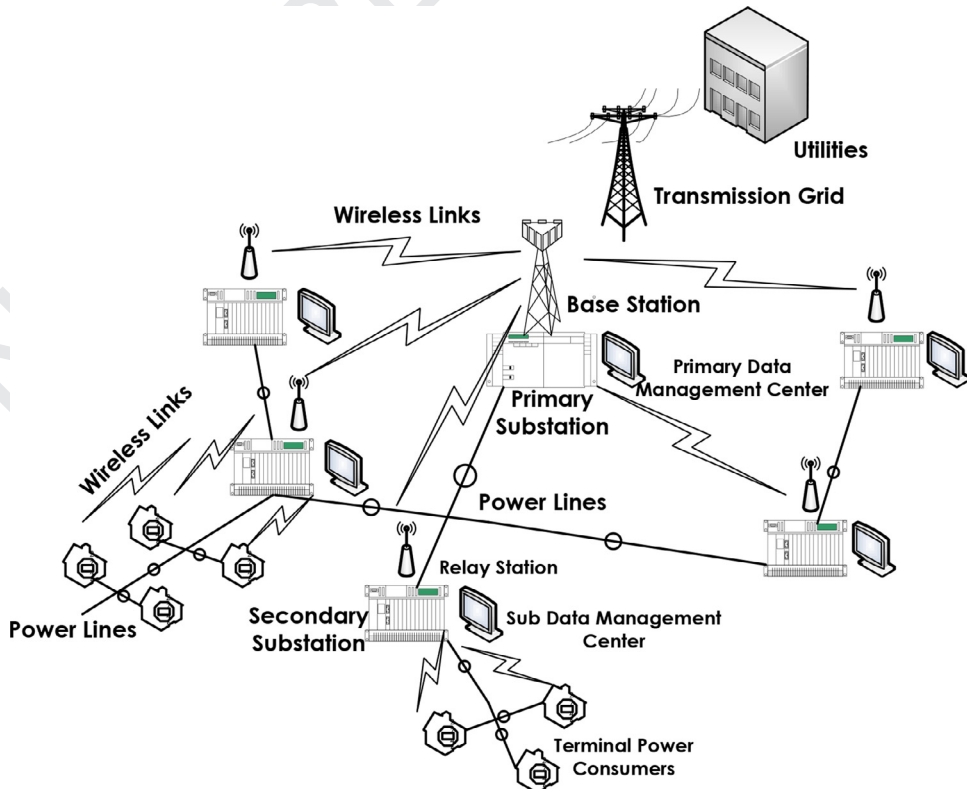 Utilities
Transmission Grid
Wireless Links
Base Station
Primary Data
Management Center
Primary
Substation
Wireless Links
Power Lines
Relay Station
Secondary
Substation
Sub Data Management
Center
Power Lines
Terminal Power
Consumers